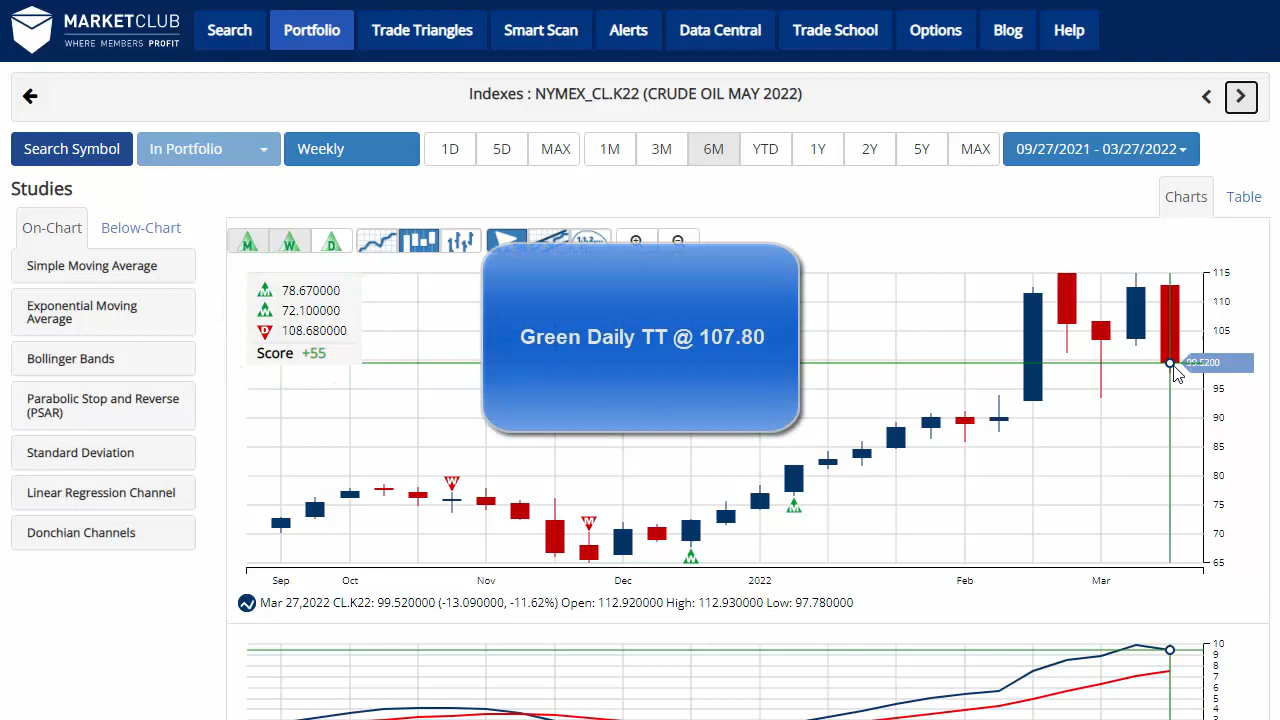 MARKETCLUB
WHERE MEMBERS PROFIT
Search Portfolio Trade Triangles Smart Scan Alerts Data Central Trade School Options Blog Help
Indexes : NYMEX_CL.K22 (CRUDE OIL MAY 2022)
Search Symbol In Portfolio Weekly 1D 5D MAX 1M 3M 6M YTD 1Y 2Y 5Y MAX 09/27/2021 - 03/27/2022
Studies
Charts Table
On-Chart Below-Chart
Simple Moving Average
Exponential Moving
Average
Bollinger Bands
Parabolic Stop and Reverse
(PSAR)
Standard Deviation
Linear Regression Channel
Donchian Channels
M W D
M 78.670000
W 72.100000
D 108.680000
Score +55
Green Daily TT @ 107.80
115
110
105
99.5200
95
90
85
80
75
70
65
W
M
W
M
Sep Oct Nov Dec 2022 Feb Mar
Mar 27,2022 CL.K22: 99.520000 (-13.090000, -11.62%) Open: 112.920000 High: 112.930000 Low: 97.780000
10
9
8
7
6
5
4
3